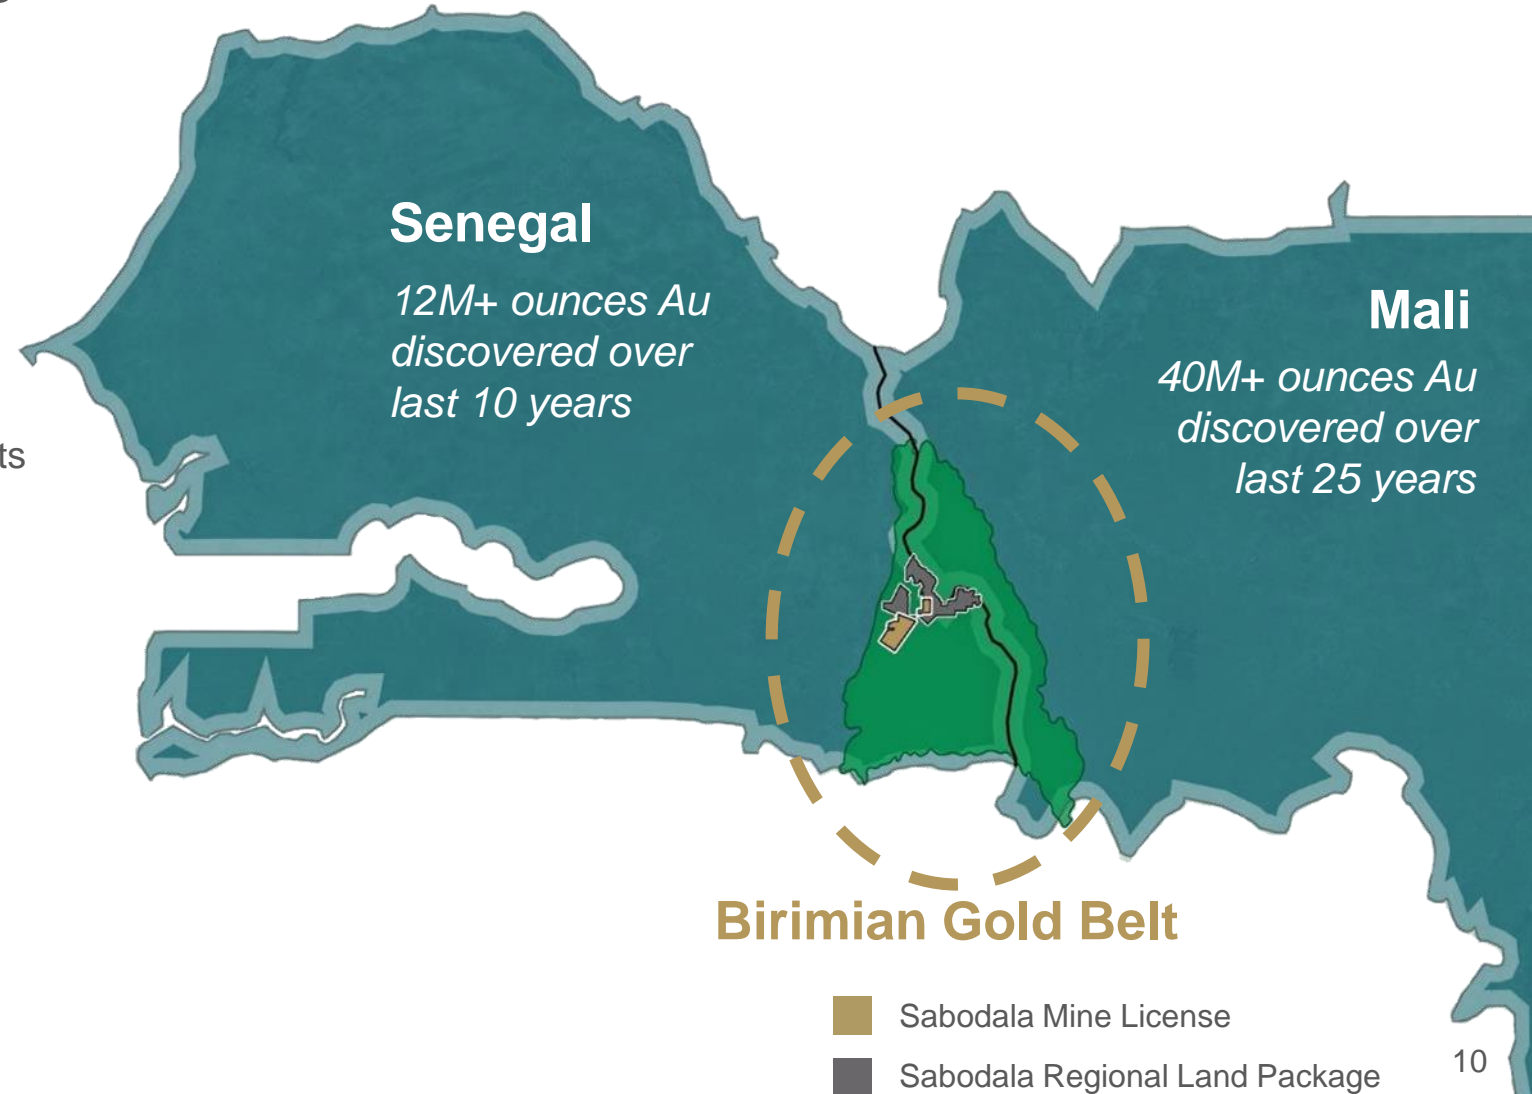 Senegal
12M+ ounces Au
discovered over
last 10 years
Mali
40M+ ounces Au
discovered over
last 25 years
ts
Birimian Gold Belt
Sabodala Mine License
Sabodala Regional Land Package
10